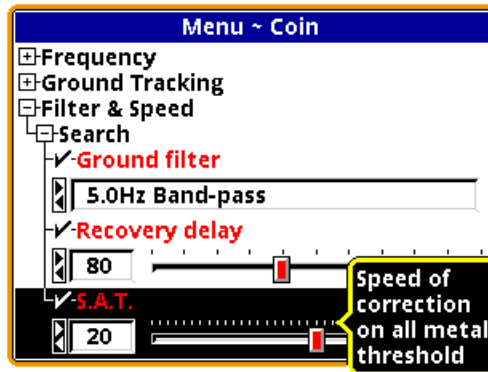 Menu ~ Coin
Frequency
Ground Tracking
Filter & Speed
Search
Ground filter
5.0Hz Band-pass
Recovery delay
80
S.A.T.
20
Speed of
correction
on all metal
threshold